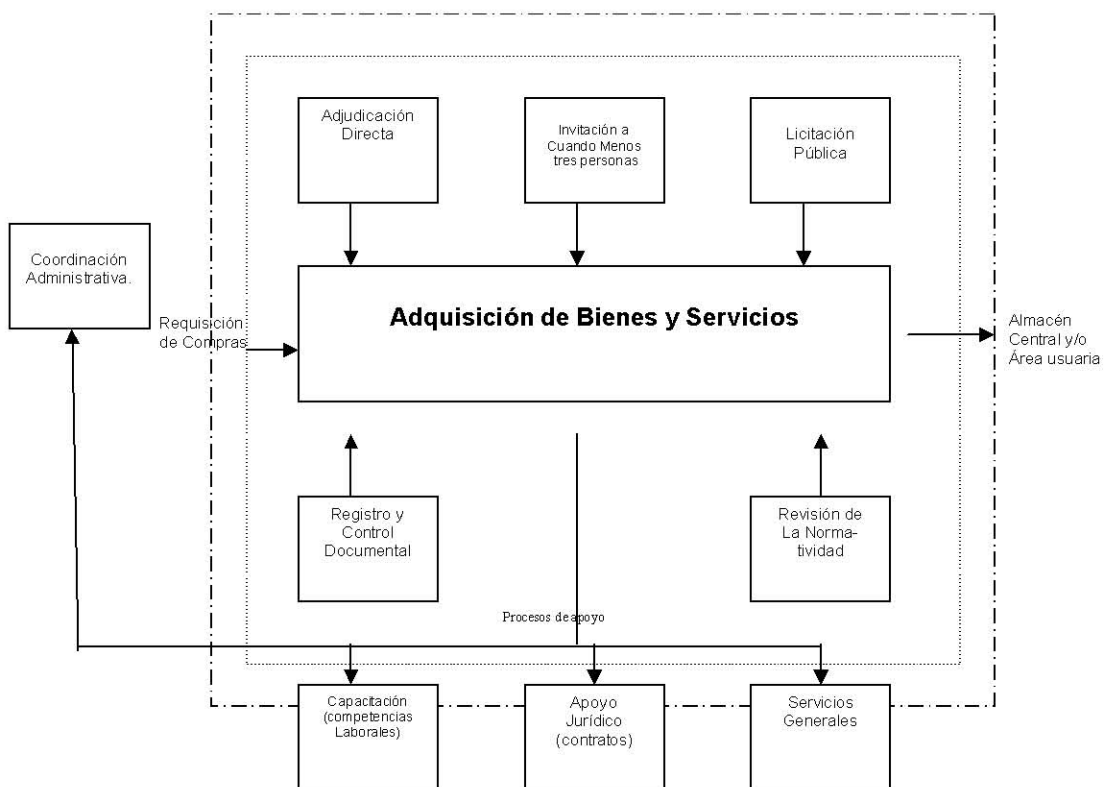 Adjudicación
Directa
Invitación a
Cuando Menos
tres personas
Licitación
Pública
Coordinación
Administrativa.
Requisición
de Compras
Adquisición de Bienes y Servicios
Almacén
Central y/o
Área usuaria
Registro y
Control
Documental
Revisión de
La Norma-
tividad
Procesos de apoyo
Capacitación
(competencias
Laborales)
Apoyo
Jurídico
(contratos)
Servicios
Generales